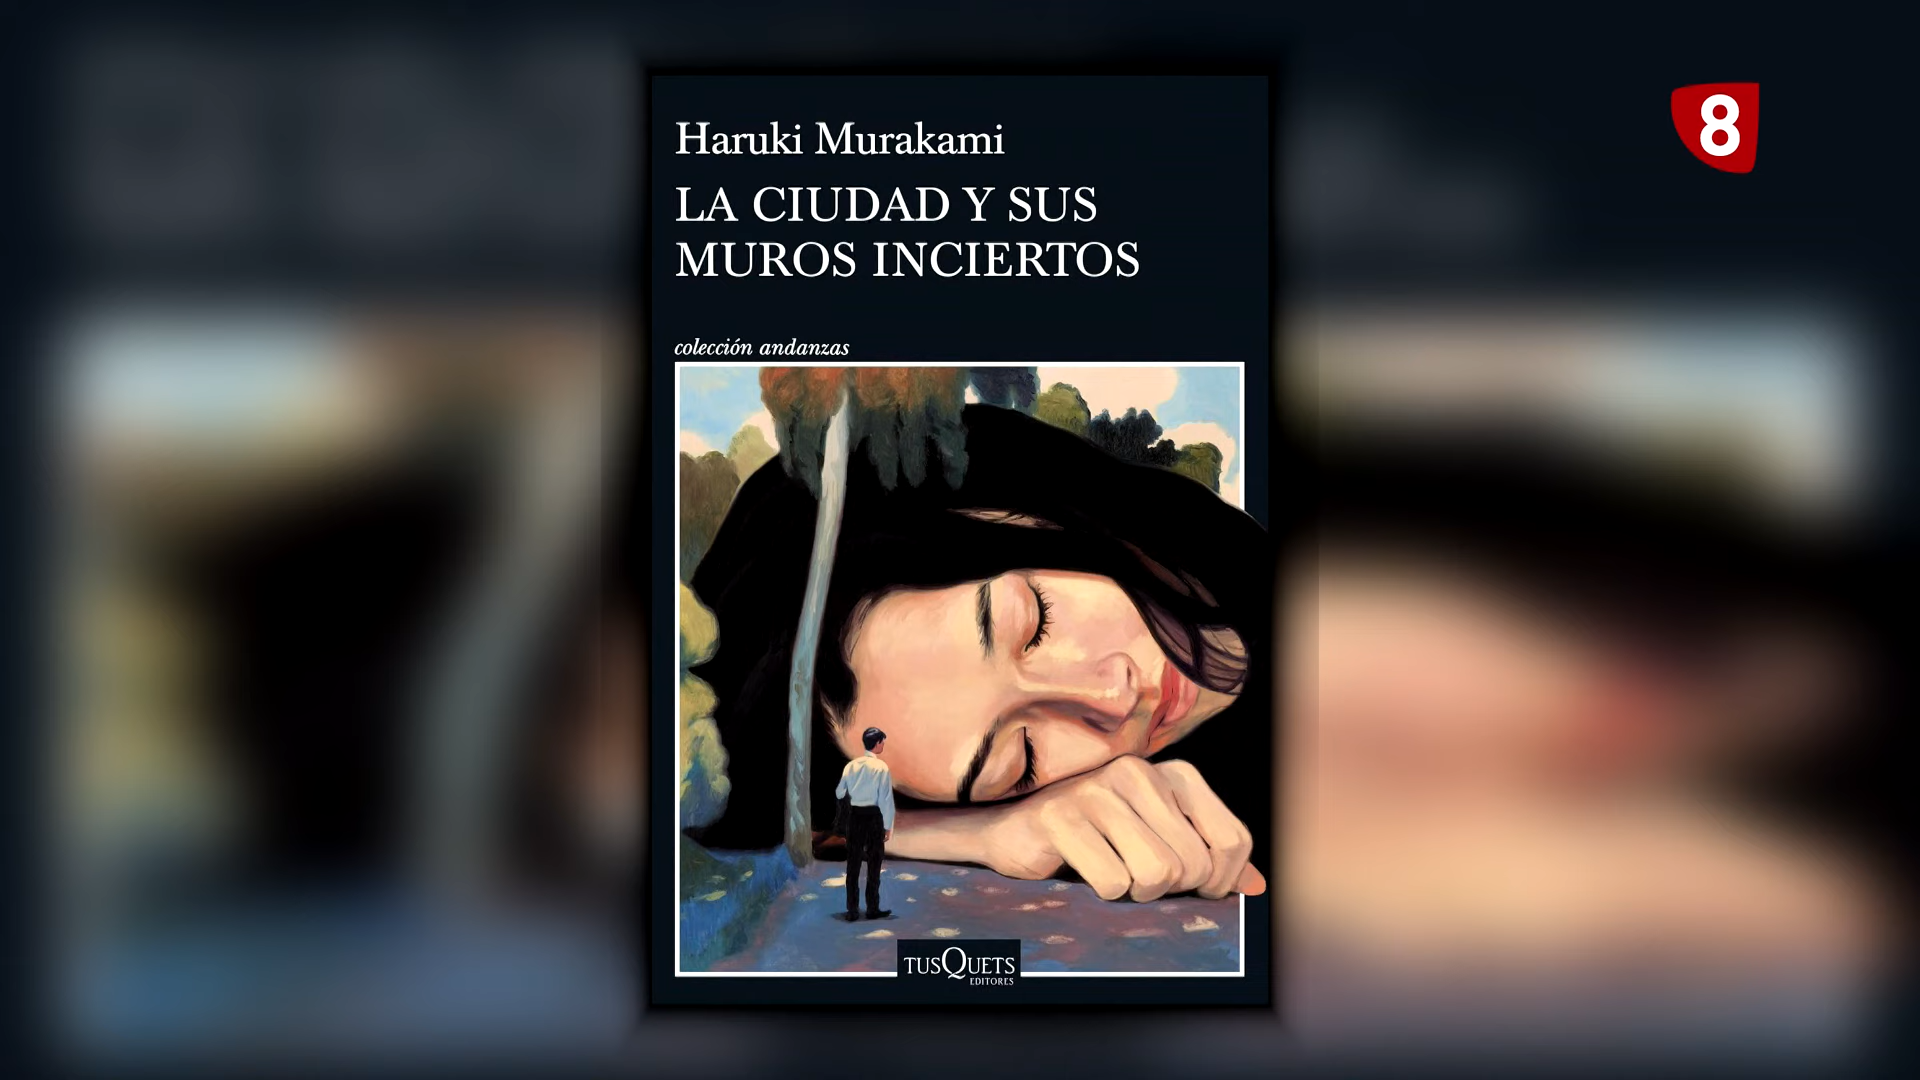 Haruki Murakami
LA CIUDAD Y SUS
MUROS INCIERTOS
colección andanzas
TUSQUETS
EDITORES
8